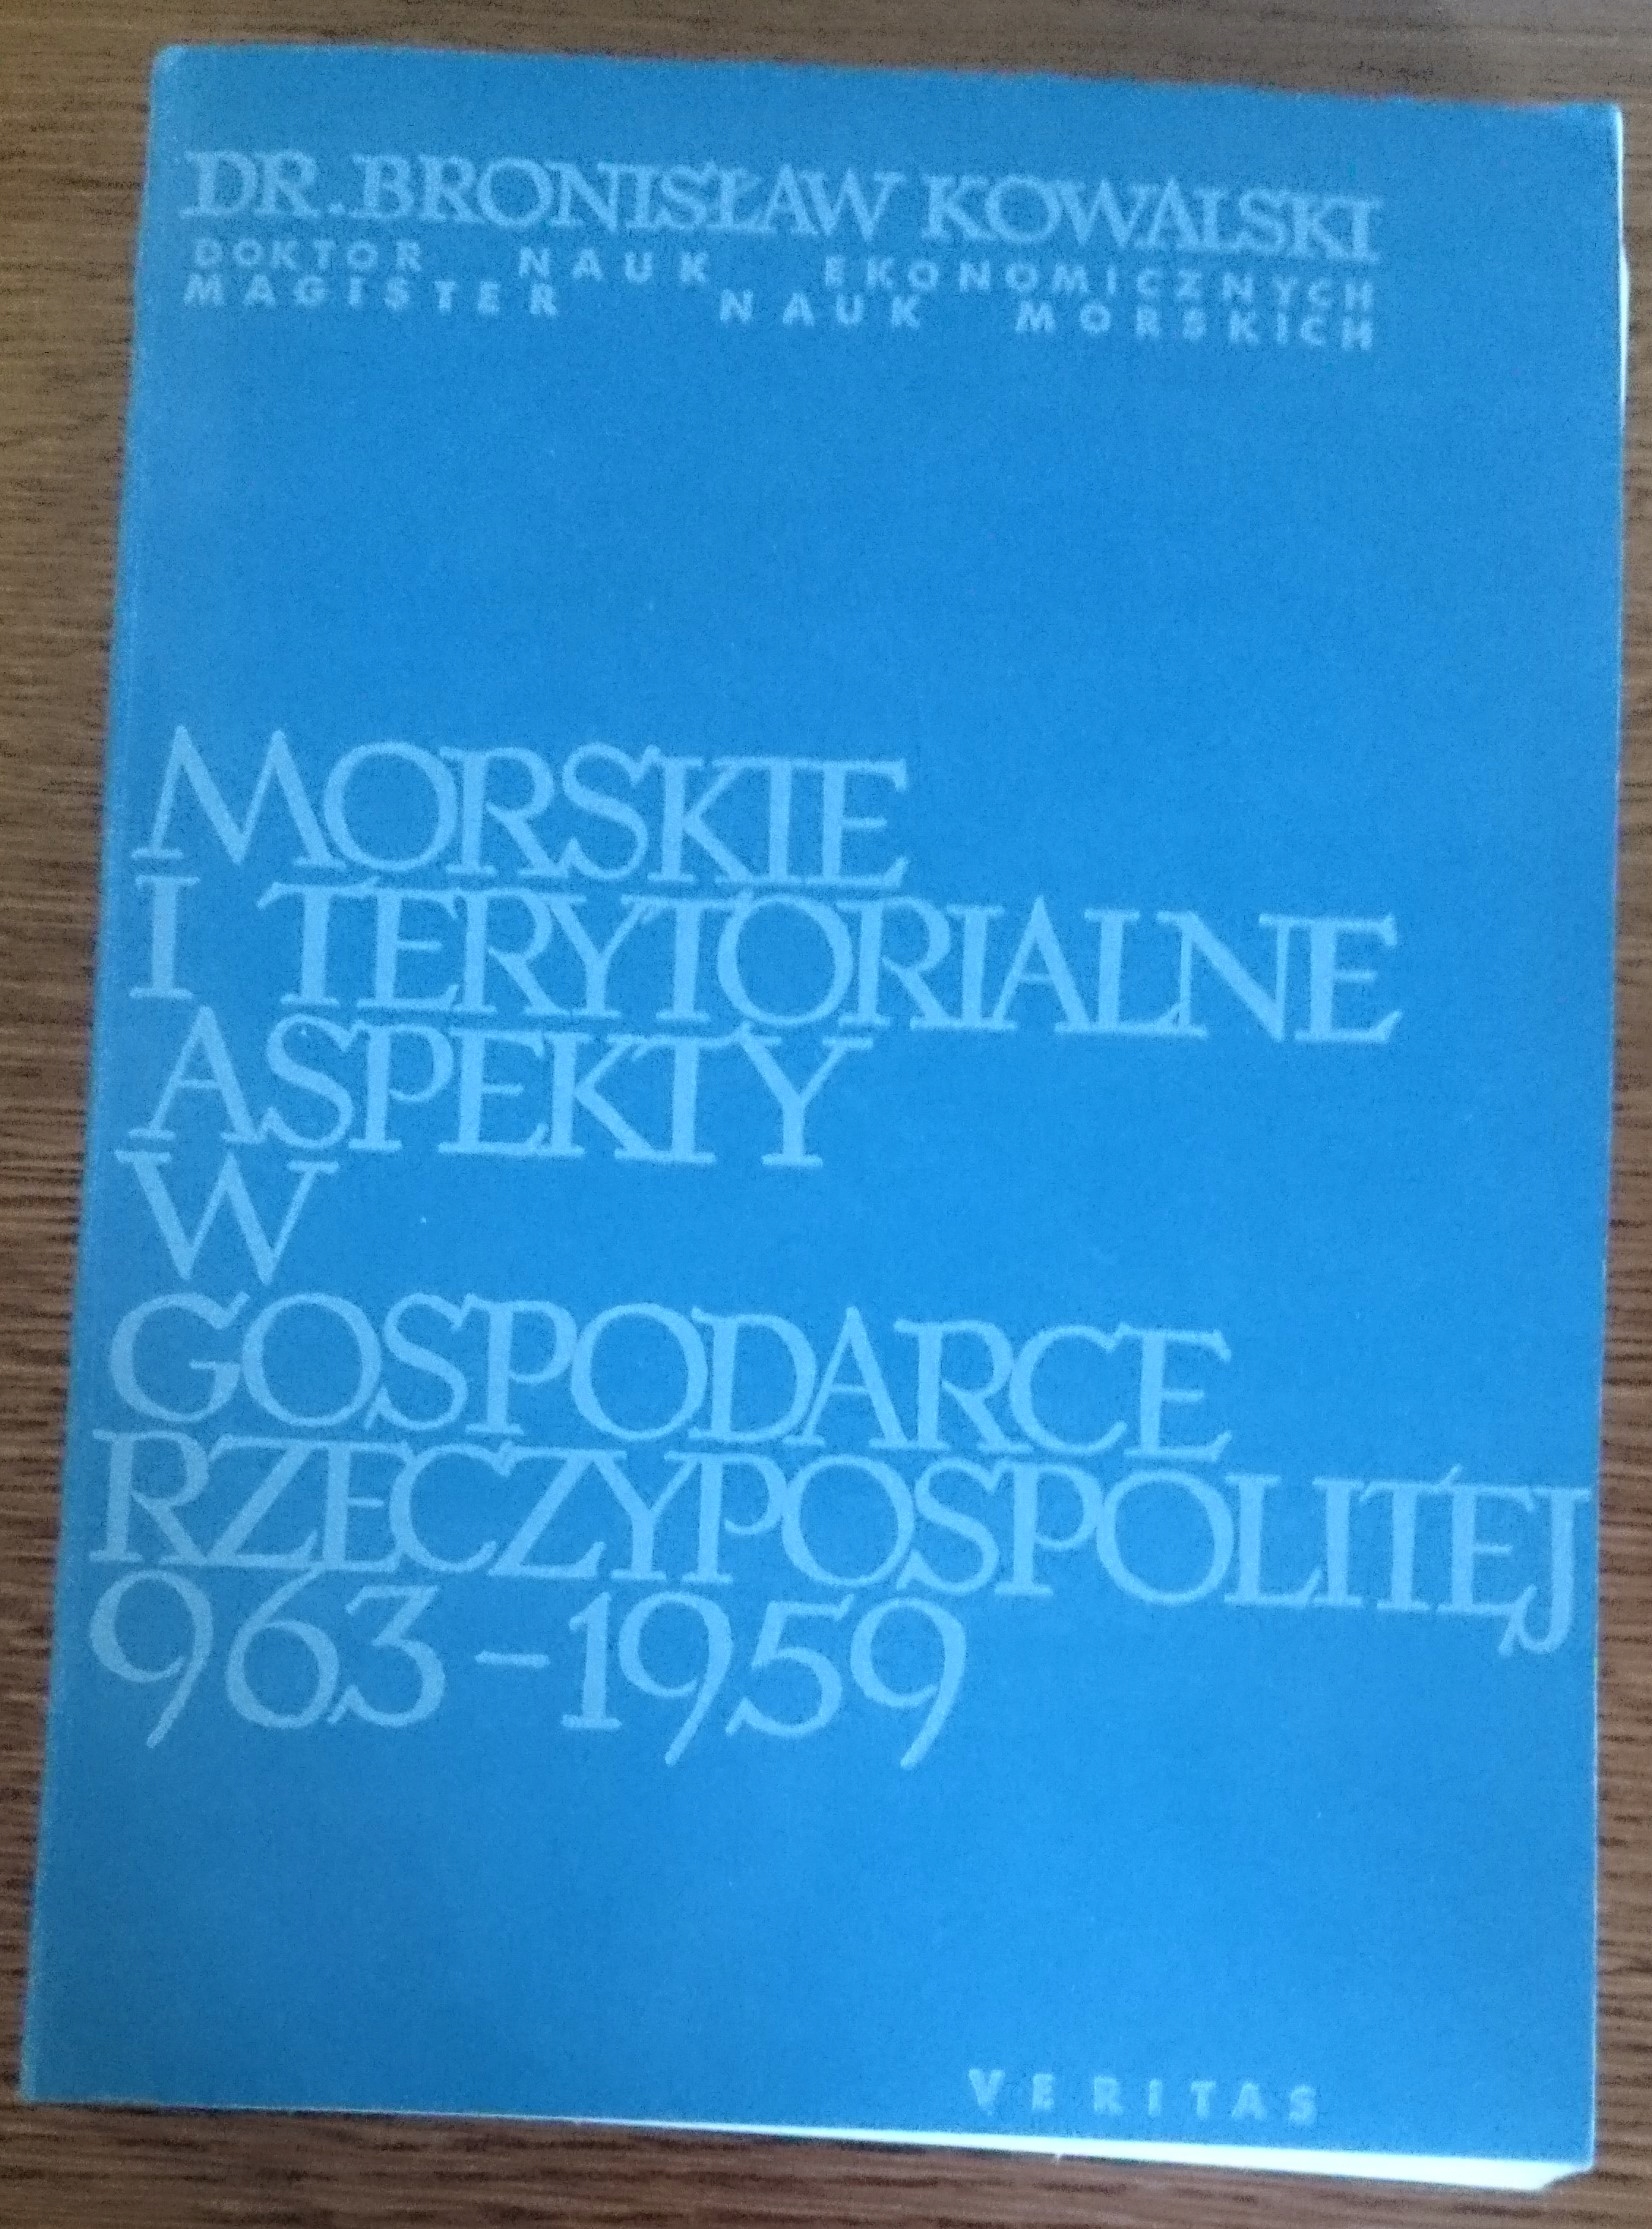 DR. BRONISŁAW KOWALSKI
DOKTOR NAUK EKONOMICZNYCH
MAGISTER NAUK MORSKICH
MORSKIE
I TERYTORIALNE
ASPEKTY
W
GOSPODARCE
RZECZYPOSPOLITEJ
963–1959
VERITAS